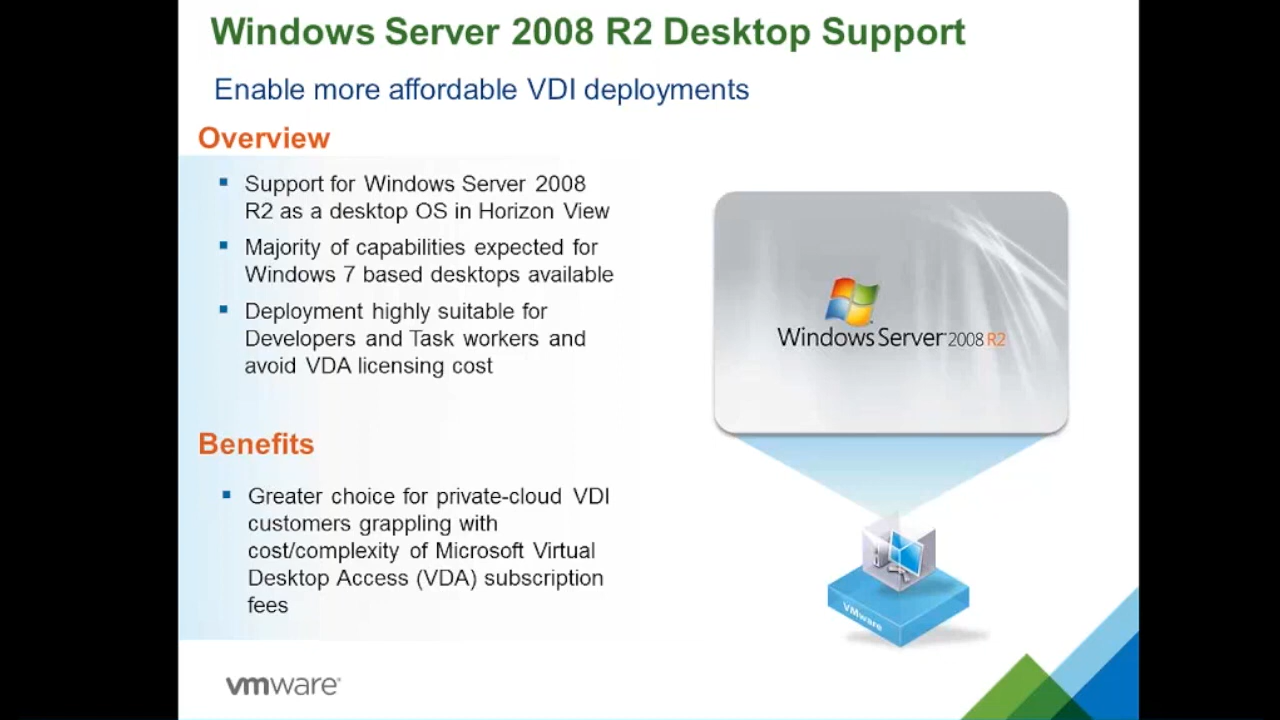 Windows Server 2008 R2 Desktop Support
Enable more affordable VDI deployments
Overview
Support for Windows Server 2008
R2 as a desktop OS in Horizon View
Majority of capabilities expected for
Windows 7 based desktops available
Deployment highly suitable for
Developers and Task workers and
avoid VDA licensing cost
Benefits
Greater choice for private-cloud VDI
customers grappling with
cost/complexity of Microsoft Virtual
Desktop Access (VDA) subscription
fees
Windows Server 2008 R2
VMware
vmware